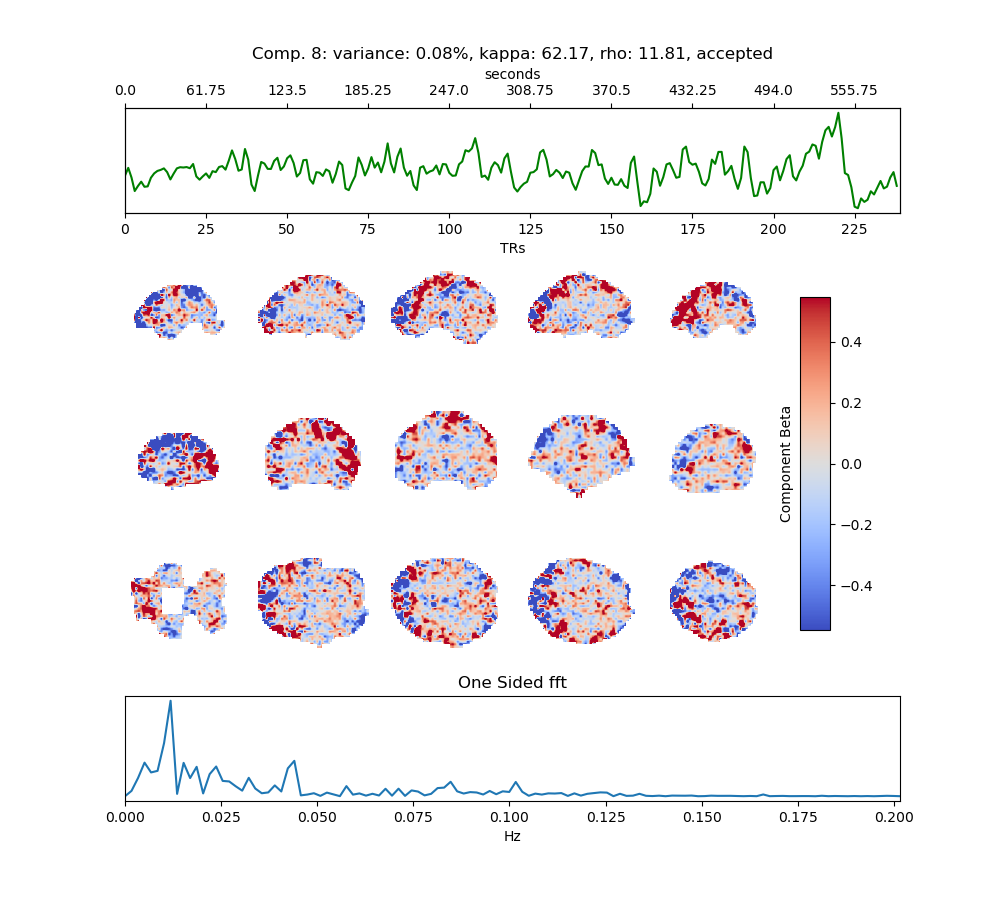 Comp. 8: variance: 0.08%, kappa: 62.17, rho: 11.81, accepted
seconds
0.0 61.75 123.5 185.25 247.0 308.75 370.5 432.25 494.0 555.75
0 25 50 75 100 125 150 175 200 225
TRs
0.4
0.2
0.0
−0.2
−0.4
Component Beta
One Sided fft
0.000 0.025 0.050 0.075 0.100 0.125 0.150 0.175 0.200
Hz